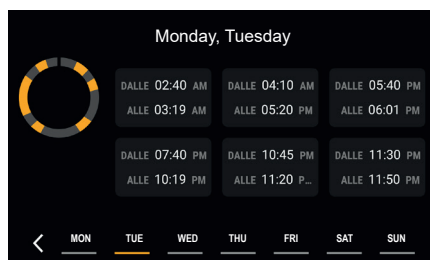 Monday, Tuesday
DALLE 02:40 AM
ALLE 03:19 AM
DALLE 04:10 AM
ALLE 05:20 PM
DALLE 05:40 PM
ALLE 06:01 PM
DALLE 07:40 PM
ALLE 10:19 PM
DALLE 10:45 PM
ALLE 11:20 P...
DALLE 11:30 PM
ALLE 11:50 PM
MON TUE WED THU FRI SAT SUN